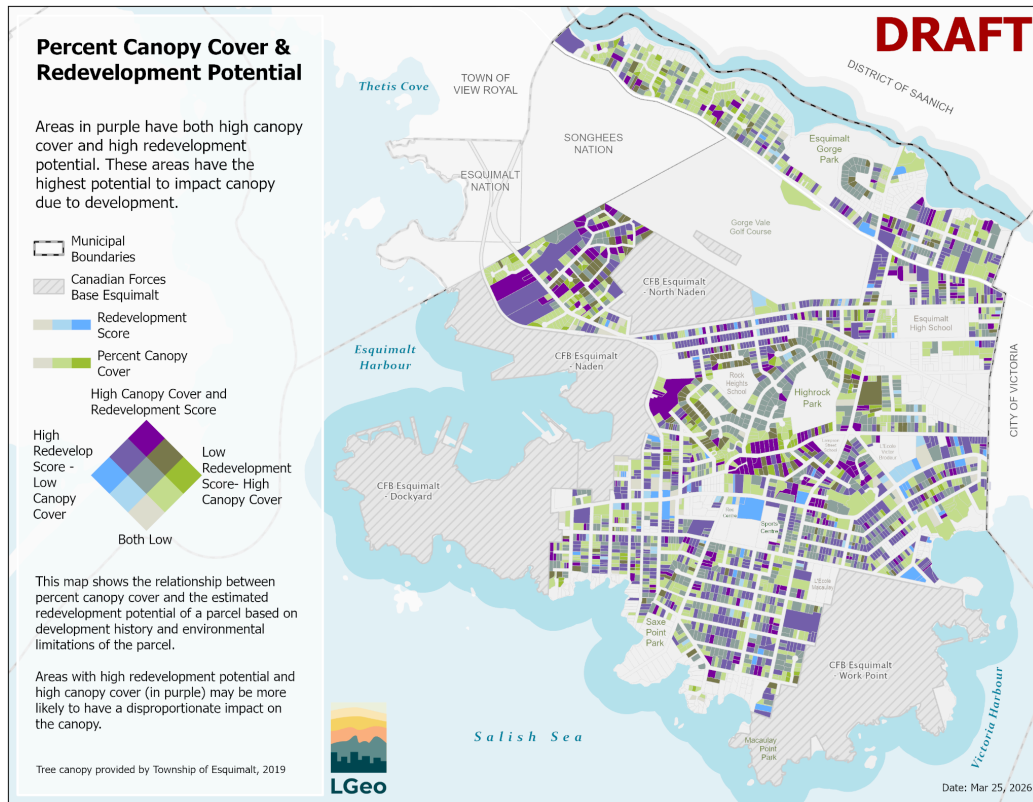 Percent Canopy Cover &
Redevelopment Potential
Areas in purple have both high canopy
cover and high redevelopment
potential. These areas have the
highest potential to impact canopy
due to development.
Municipal
Boundaries
Canadian Forces
Base Esquimalt
Redevelopment
Score
Percent Canopy
Cover
High Canopy Cover and
Redevelopment Score
High
Redevelop
Score -
Low
Canopy
Cover
Low
Redevelopment
Score- High
Canopy Cover
Both Low
This map shows the relationship between
percent canopy cover and the estimated
redevelopment potential of a parcel based on
development history and environmental
limitations of the parcel.
Areas with high redevelopment potential and
high canopy cover (in purple) may be more
likely to have a disproportionate impact on
the canopy.
Tree canopy provided by Township of Esquimalt, 2019
LGeo
DRAFT
DISTRICT OF SAANICH
Thetis Cove
TOWN OF
VIEW ROYAL
SONGHEES
NATION
ESQUIMALT
NATION
Esquimalt
Gorge
Park
Gorge Vale
Golf Course
CFB Esquimalt
- North Naden
Esquimalt
High School
CITY OF VICTORIA
Esquimalt
Harbour
CFB Esquimalt
- Naden
Rock
Heights
School
Highrock
Park
CFB Esquimalt
- Dockyard
Rec
Centre
Sports
Centre
L'Ecole
Macaulay
Saxe
Point
Park
CFB Esquimalt
- Work Point
Macaulay
Point
Park
Salish Sea
Victoria Harbour
Date: Mar 25, 2026